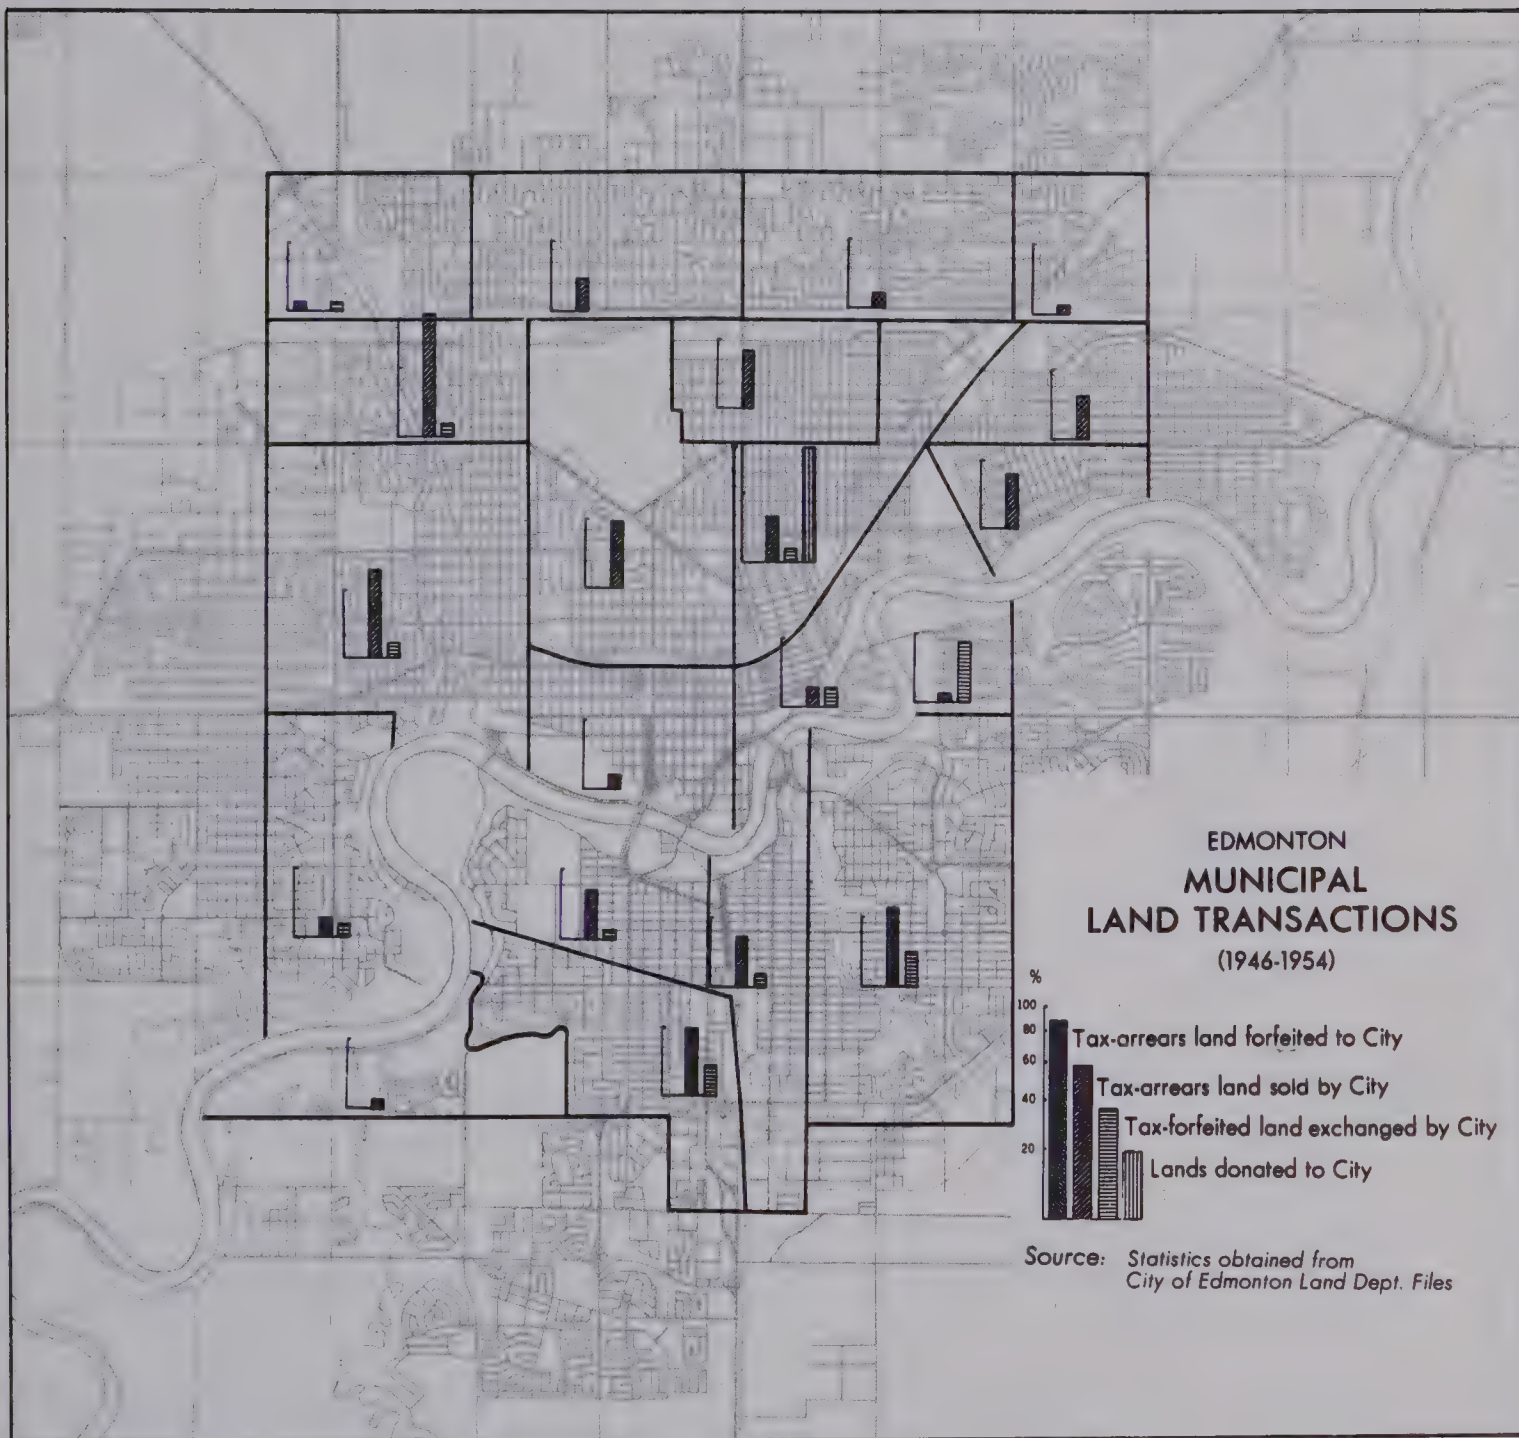 EDMONTON
MUNICIPAL
LAND TRANSACTIONS
(1946-1954)
%
100
80
60
40
20
Tax-arrears land forfeited to City
Tax-arrears land sold by City
Tax-forfeited land exchanged by City
Lands donated to City
Source: Statistics obtained from
City of Edmonton Land Dept. Files